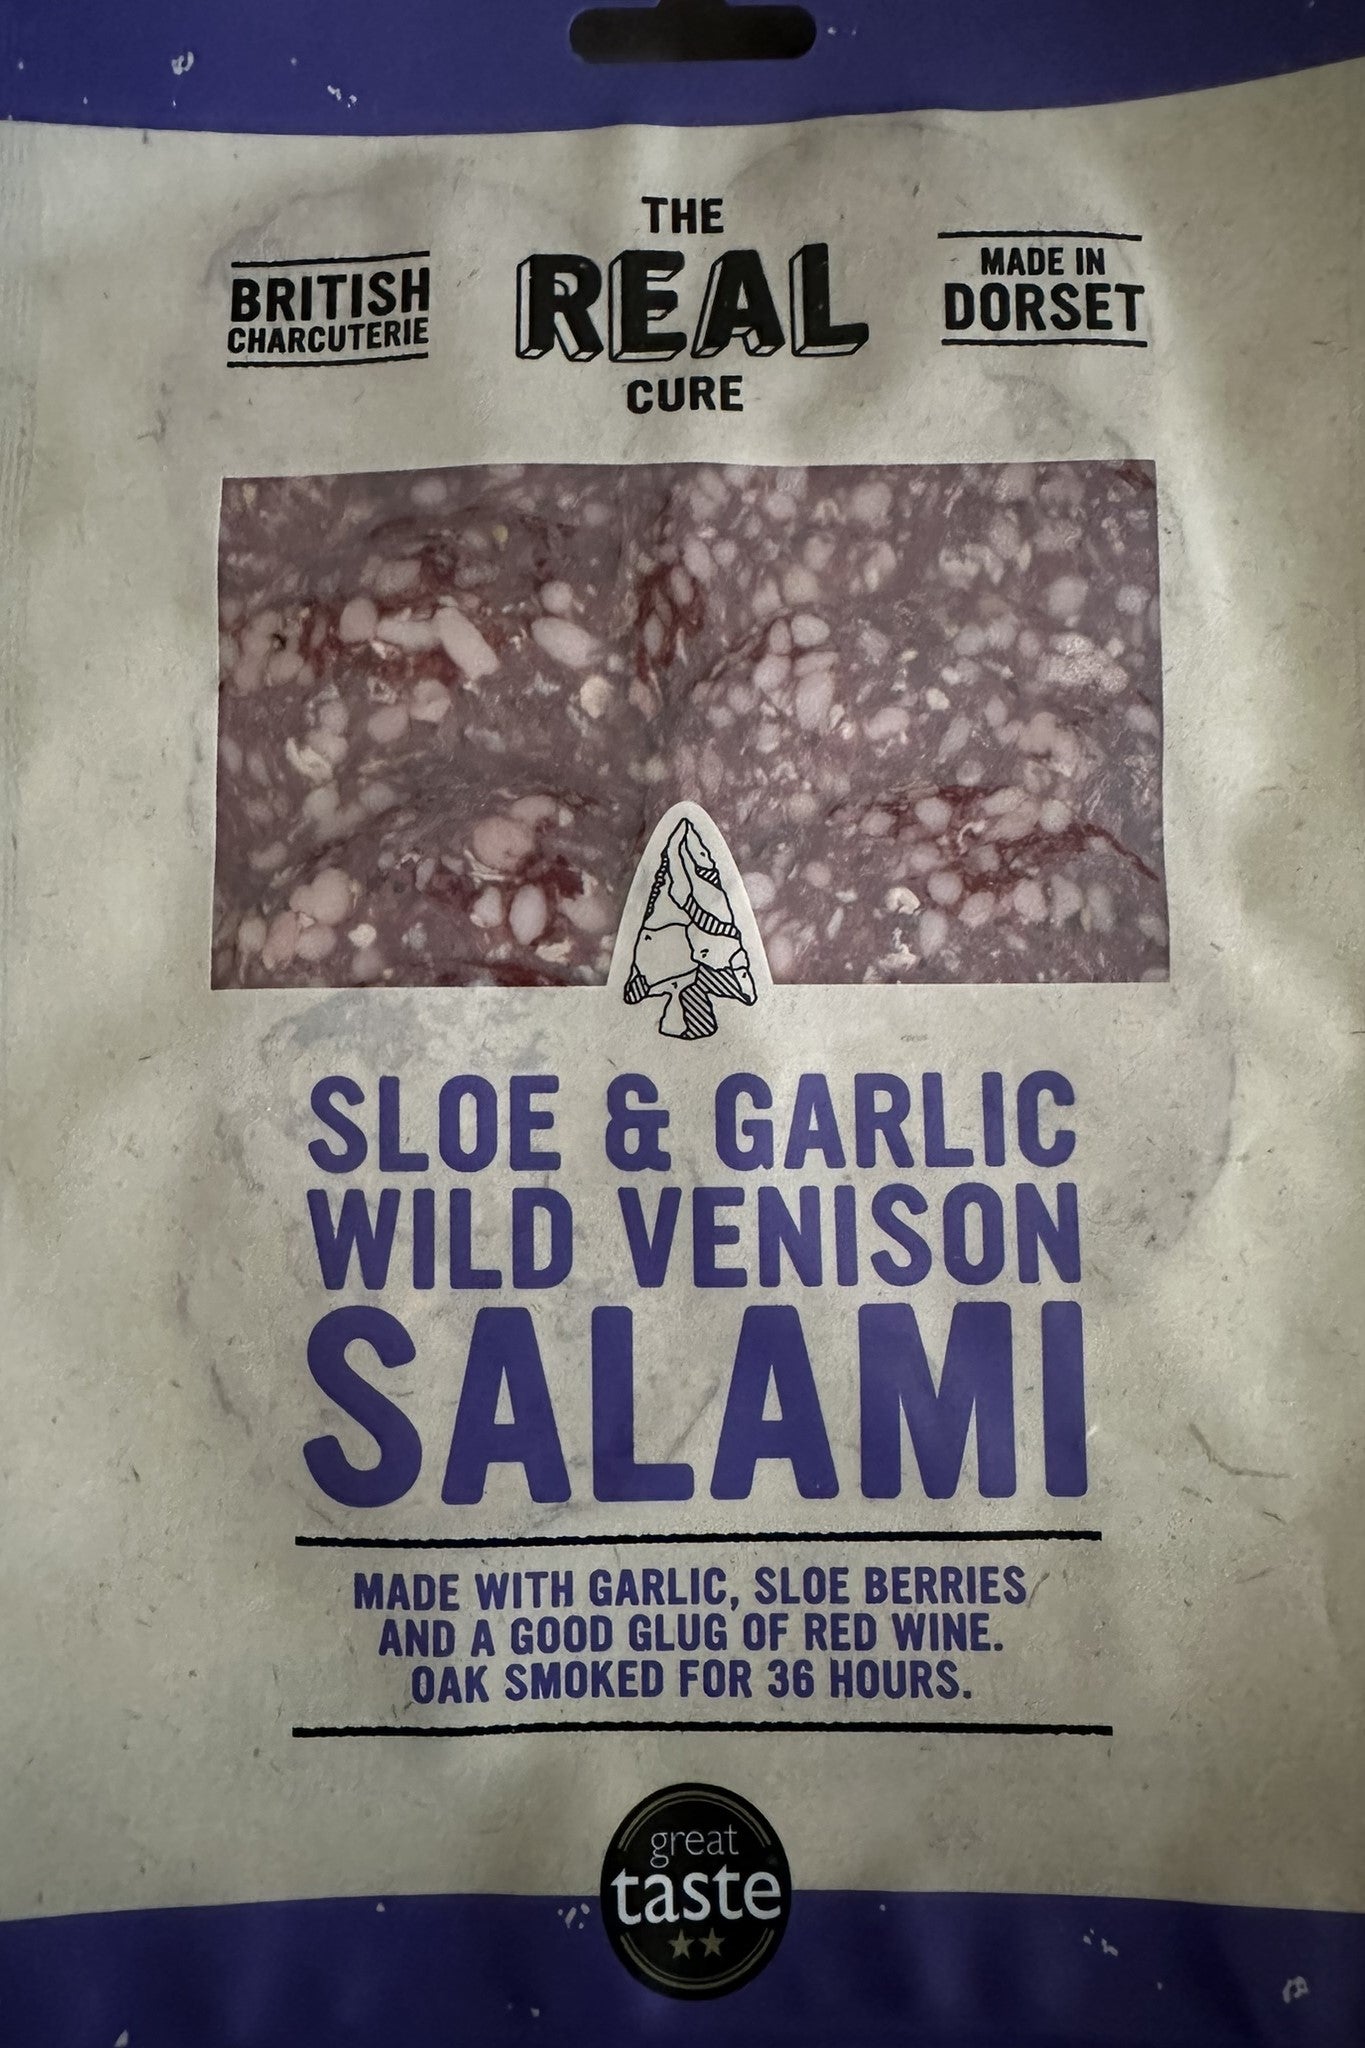 THE
REAL
CURE
BRITISH
CHARCUTERIE
MADE IN
DORSET
SLOE & GARLIC
WILD VENISON
SALAMI
MADE WITH GARLIC, SLOE BERRIES
AND A GOOD GLUG OF RED WINE.
OAK SMOKED FOR 36 HOURS.
great
taste